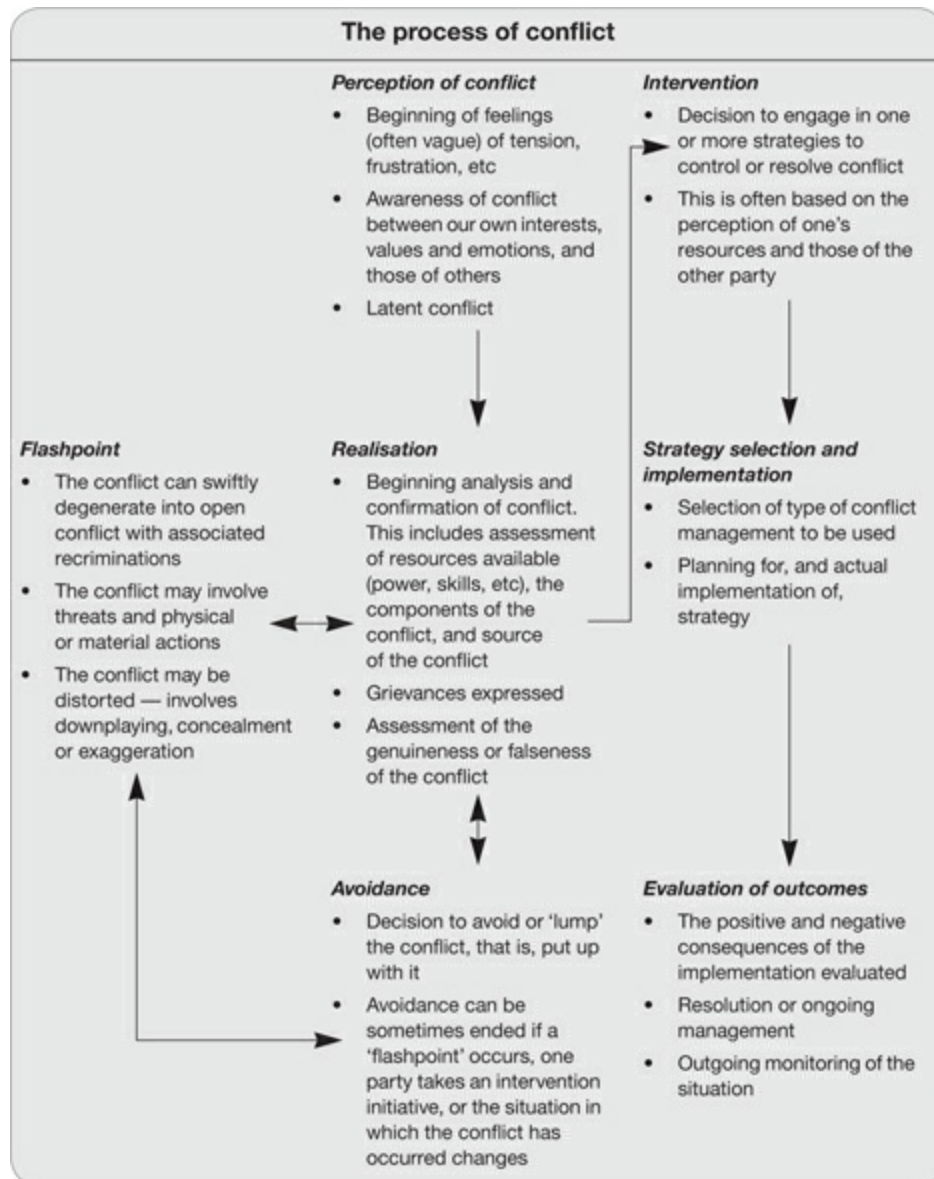 The process of conflict
Perception of conflict
• Beginning of feelings
(often vague) of tension,
frustration, etc
• Awareness of conflict
between our own interests,
values and emotions, and
those of others
• Latent conflict
Intervention
• Decision to engage in one
or more strategies to
control or resolve conflict
• This is often based on the
perception of one's
resources and those of the
other party
Flashpoint
• The conflict can swiftly
degenerate into open
conflict with associated
recriminations
• The conflict may involve
threats and physical
or material actions
• The conflict may be
distorted — involves
downplaying, concealment
or exaggeration
Realisation
• Beginning analysis and
confirmation of conflict.
This includes assessment
of resources available
(power, skills, etc), the
components of the
conflict, and source
of the conflict
• Grievances expressed
• Assessment of the
genuineness or falseness
of the conflict
Strategy selection and
implementation
• Selection of type of conflict
management to be used
• Planning for, and actual
implementation of,
strategy
Avoidance
• Decision to avoid or 'lump'
the conflict, that is, put up
with it
• Avoidance can be
sometimes ended if a
'flashpoint' occurs, one
party takes an intervention
initiative, or the situation in
which the conflict has
occurred changes
Evaluation of outcomes
• The positive and negative
consequences of the
implementation evaluated
• Resolution or ongoing
management
• Outgoing monitoring of the
situation